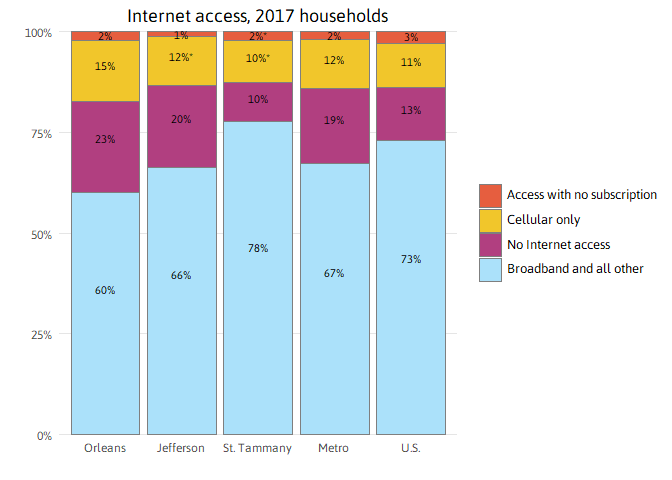 Internet access, 2017 households
100%
75%
50%
25%
0%
2%
1%
2%*
2%
3%
15%
12%*
10%*
12%
11%
23%
20%
10%
19%
13%
60%
66%
78%
67%
73%
Orleans
Jefferson
St. Tammany
Metro
U.S.
Access with no subscription
Cellular only
No Internet access
Broadband and all other